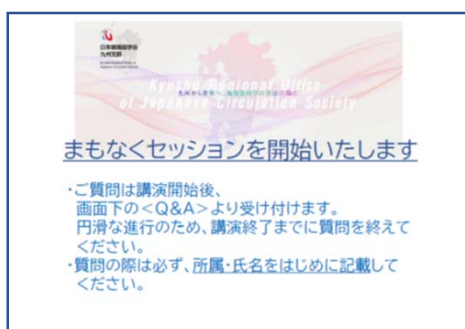 日本循環器学会
九州支部
Kyushu Regional Office
of Japanese Circulation Society
まもなくセッションを開始いたします
・ご質問は講演開始後、
画面下の<Q&A>より受け付けます。
円滑な進行のため、講演終了までに質問を終えて
ください。
・質問の際は必ず、所属・氏名をはじめに記載して
ください。